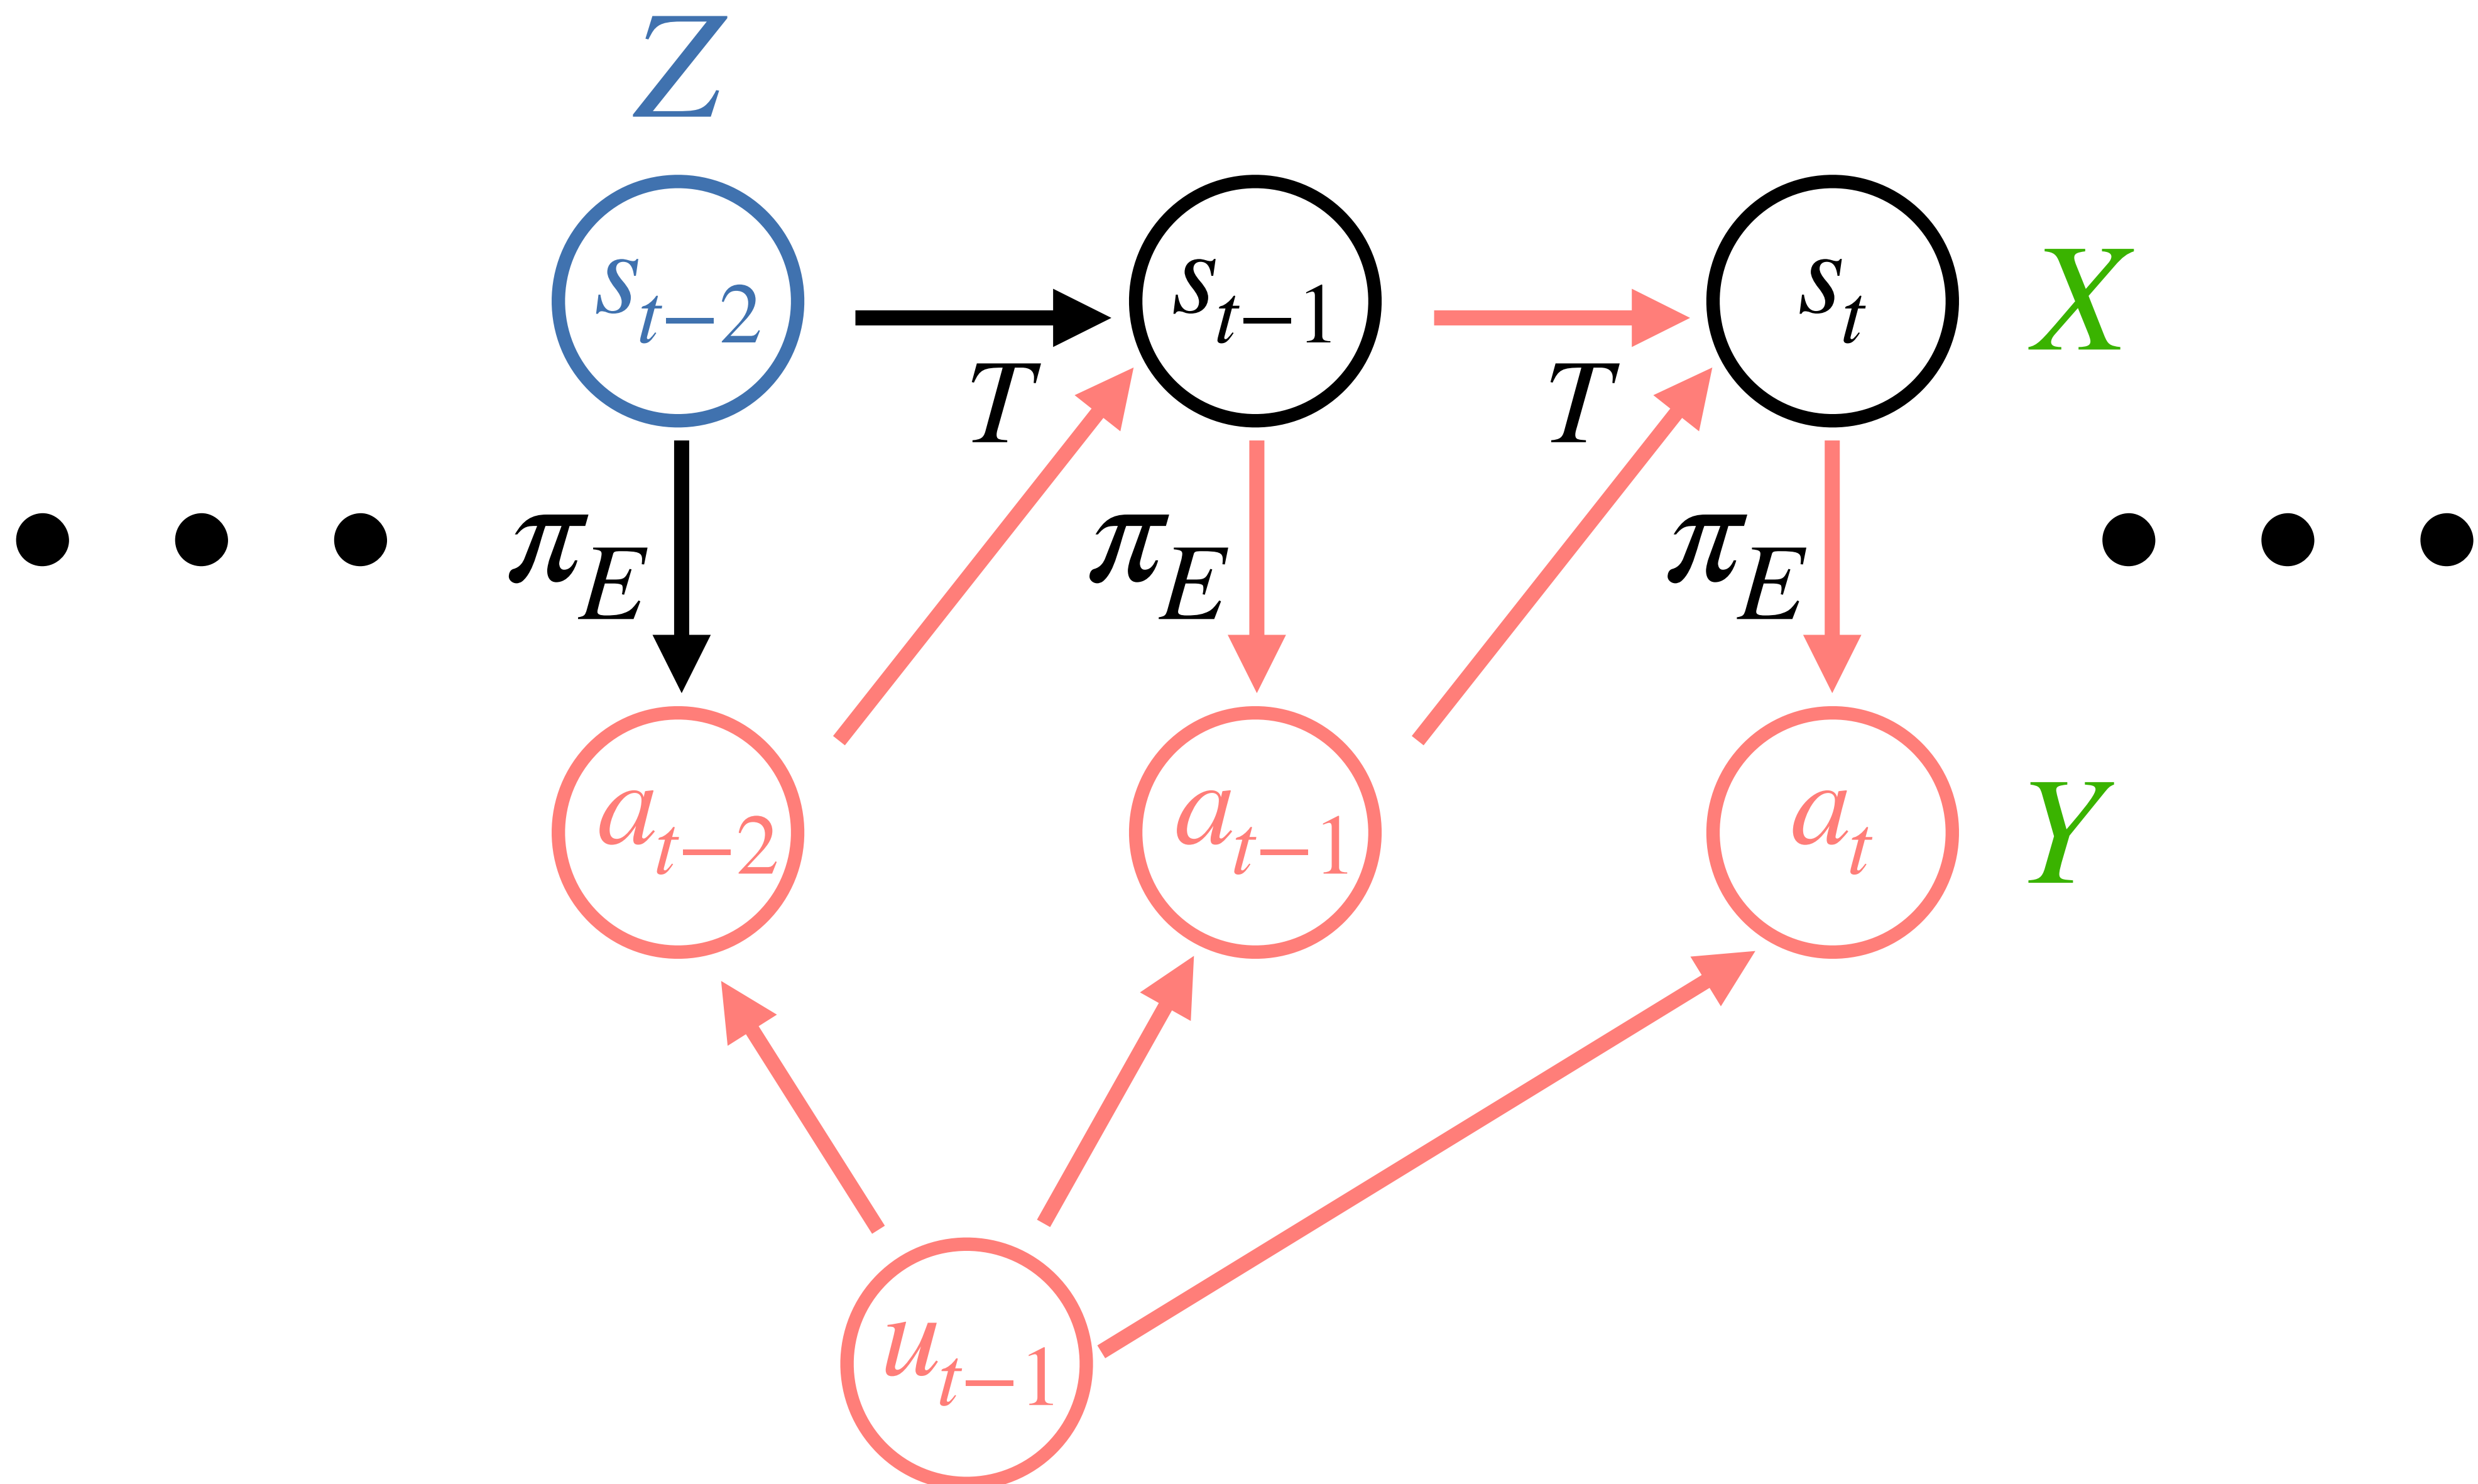 Z
s_{t−2} s_{t−1} s_t X
T T
π_E π_E π_E
a_{t−2} a_{t−1} a_t Y
u_{t−1}